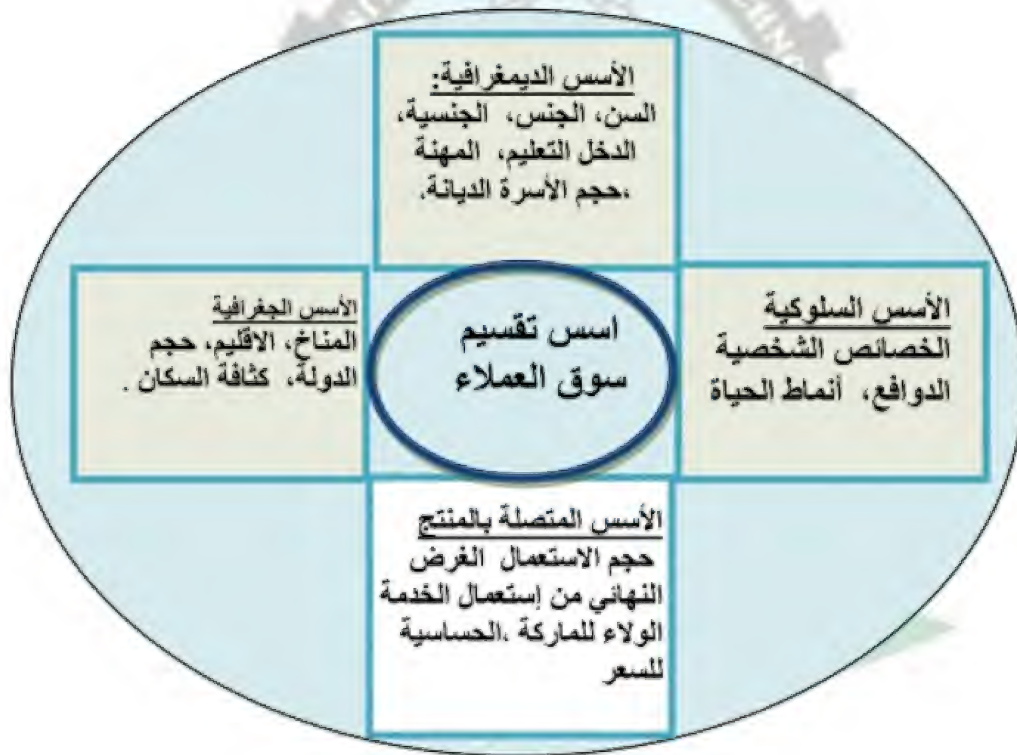 الأسس الديمغرافية:
السن، الجنس، الجنسية،
الدخل التعليم، المهنة
،حجم الأسرة الديانة.
الأسس السلوكية
الخصائص الشخصية
الدوافع، أنماط الحياة
اسس تقسيم
سوق العملاء
الأسس الجغرافية
المناخ، الاقليم، حجم
الدولة، كثافة السكان .
الأسس المتصلة بالمنتج
حجم الاستعمال الغرض
النهائي من إستعمال الخدمة
الولاء للماركة ،الحساسية
للسعر